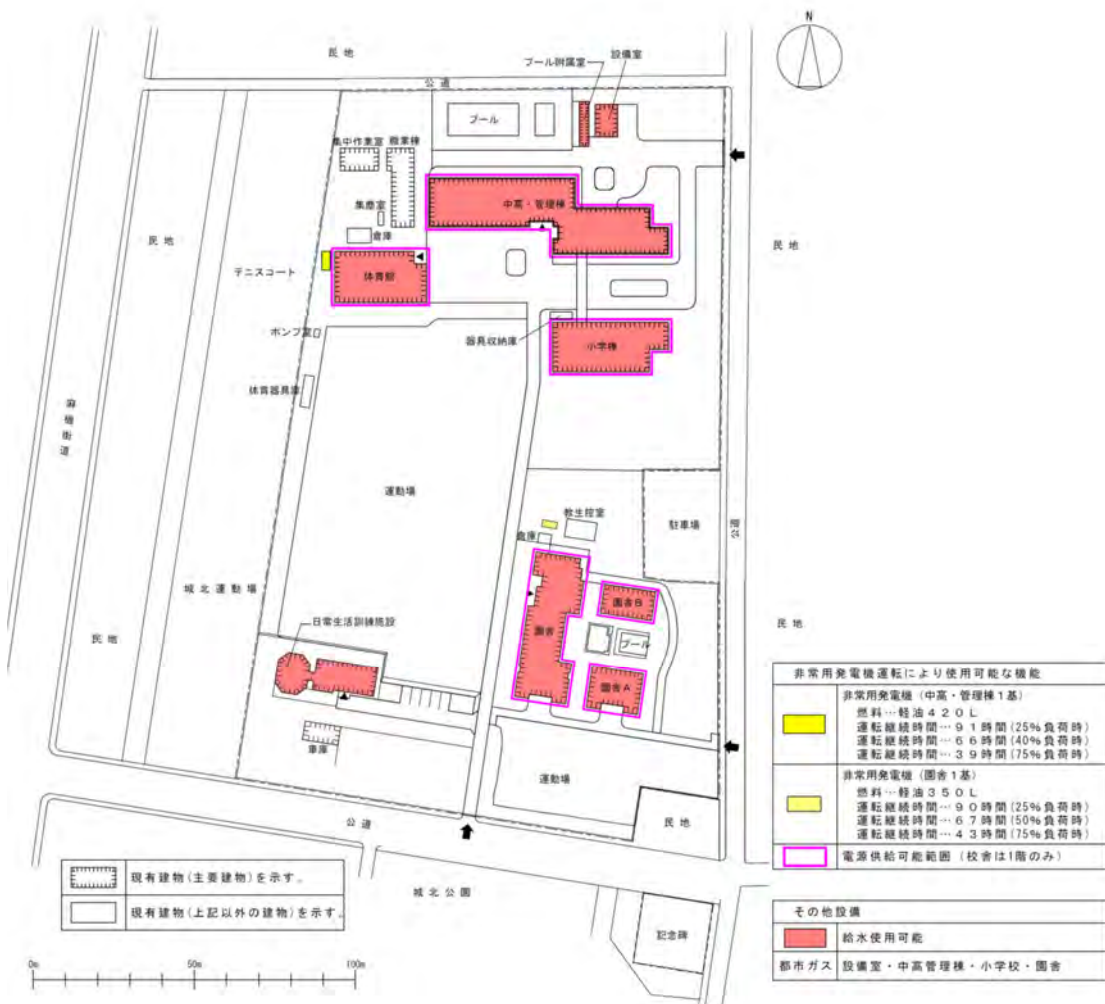 N
民地
プール附属室
設備室
公道
プール
集中作業室
職業棟
中高・管理棟
集塵室
倉庫
民地
民地
テニスコート
体育館
ポンプ室
器具収納庫
小学棟
体育器具庫
麻機街道
運動場
教生控室
駐車場
公道
倉庫
城北運動場
園舎B
民地
日常生活訓練施設
園舎
プール
民地
園舎A
車庫
運動場
公道
民地
城北公園
記念碑
非常用発電機運転により使用可能な機能
非常用発電機(中高・管理棟1基)
燃料…軽油420L
運転継続時間…91時間(25%負荷時)
運転継続時間…66時間(40%負荷時)
運転継続時間…39時間(75%負荷時)
非常用発電機(園舎1基)
燃料…軽油350L
運転継続時間…90時間(25%負荷時)
運転継続時間…67時間(50%負荷時)
運転継続時間…43時間(75%負荷時)
電源供給可能範囲(校舎は1階のみ)
現有建物(主要建物)を示す。
現有建物(上記以外の建物)を示す。
その他設備
給水使用可能
都市ガス 設備室・中高管理棟・小学校・園舎
0m 50m 100m